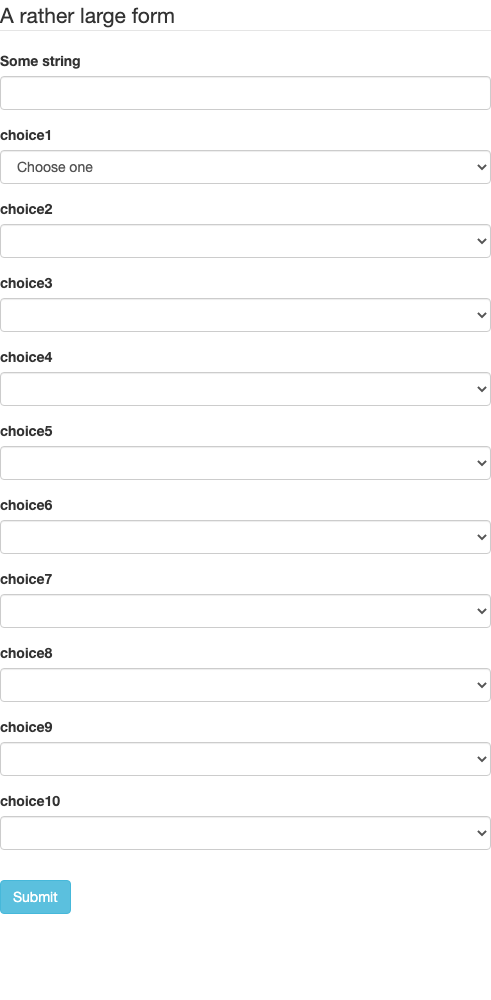 A rather large form
Some string
choice1
Choose one
choice2
choice3
choice4
choice5
choice6
choice7
choice8
choice9
choice10
Submit